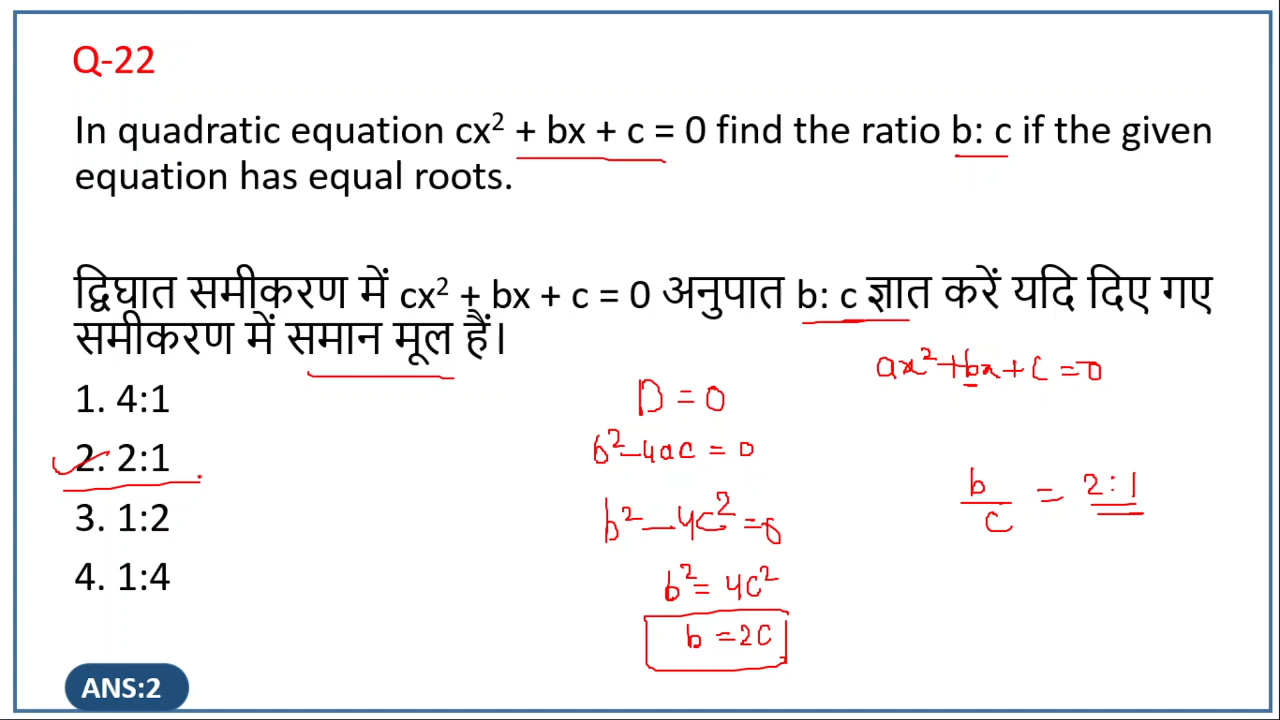 Q-22
In quadratic equation cx² + bx + c = 0 find the ratio b: c if the given
equation has equal roots.
द्विघात समीकरण में cx² + bx + c = 0 अनुपात b: c ज्ञात करें यदि दिए गए
समीकरण में समान मूल हैं।
1. 4:1
2. 2:1
3. 1:2
4. 1:4
ax² + bx + c = 0
D = 0
b² - 4ac = 0
b² - 4c² = 0
b² = 4c²
b = 2c
b/c = 2:1
ANS:2